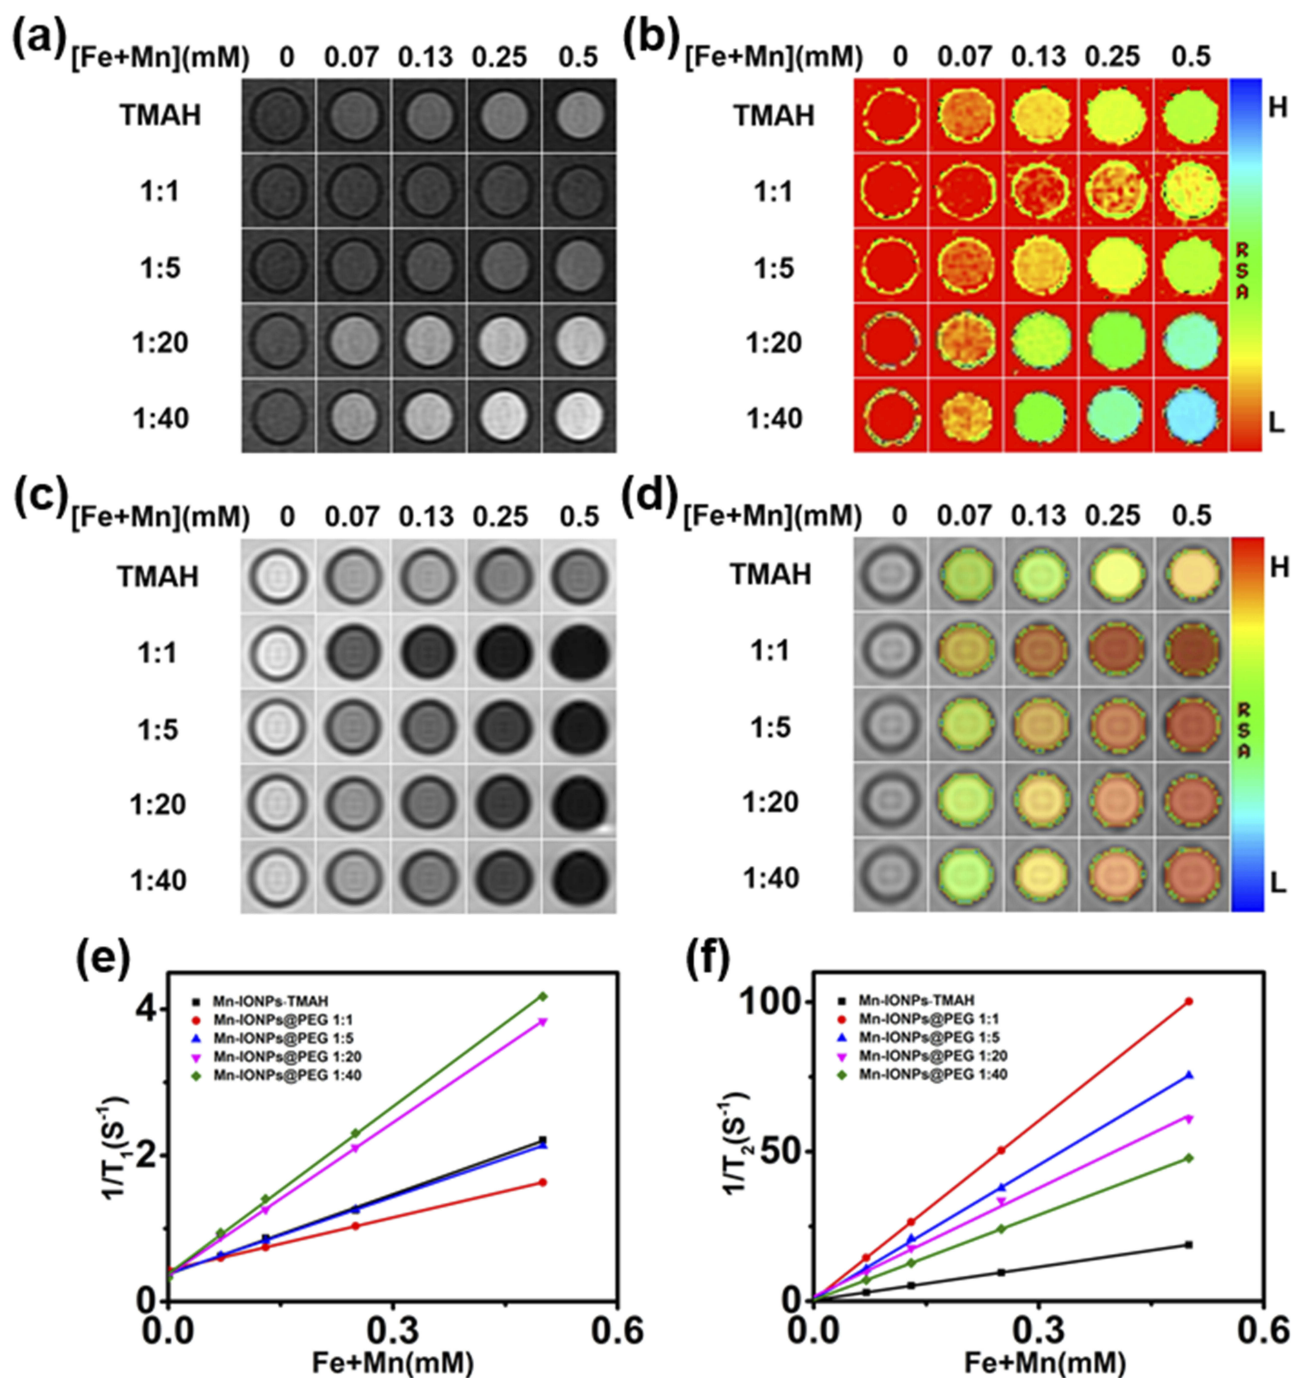 (a)
[Fe+Mn](mM) 0 0.07 0.13 0.25 0.5
TMAH
1:1
1:5
1:20
1:40
(b)
[Fe+Mn](mM) 0 0.07 0.13 0.25 0.5
TMAH
1:1
1:5
1:20
1:40
H
R
S
A
L
(c)
[Fe+Mn](mM) 0 0.07 0.13 0.25 0.5
TMAH
1:1
1:5
1:20
1:40
(d)
[Fe+Mn](mM) 0 0.07 0.13 0.25 0.5
TMAH
1:1
1:5
1:20
1:40
H
R
S
A
L
(e)
Mn-IONPs-TMAH
Mn-IONPs@PEG 1:1
Mn-IONPs@PEG 1:5
Mn-IONPs@PEG 1:20
Mn-IONPs@PEG 1:40
1/T₁(S⁻¹)
4
2
0
0.0 0.3 0.6
Fe+Mn(mM)
(f)
Mn-IONPs-TMAH
Mn-IONPs@PEG 1:1
Mn-IONPs@PEG 1:5
Mn-IONPs@PEG 1:20
Mn-IONPs@PEG 1:40
1/T₂(S⁻¹)
100
50
0
0.0 0.3 0.6
Fe+Mn(mM)